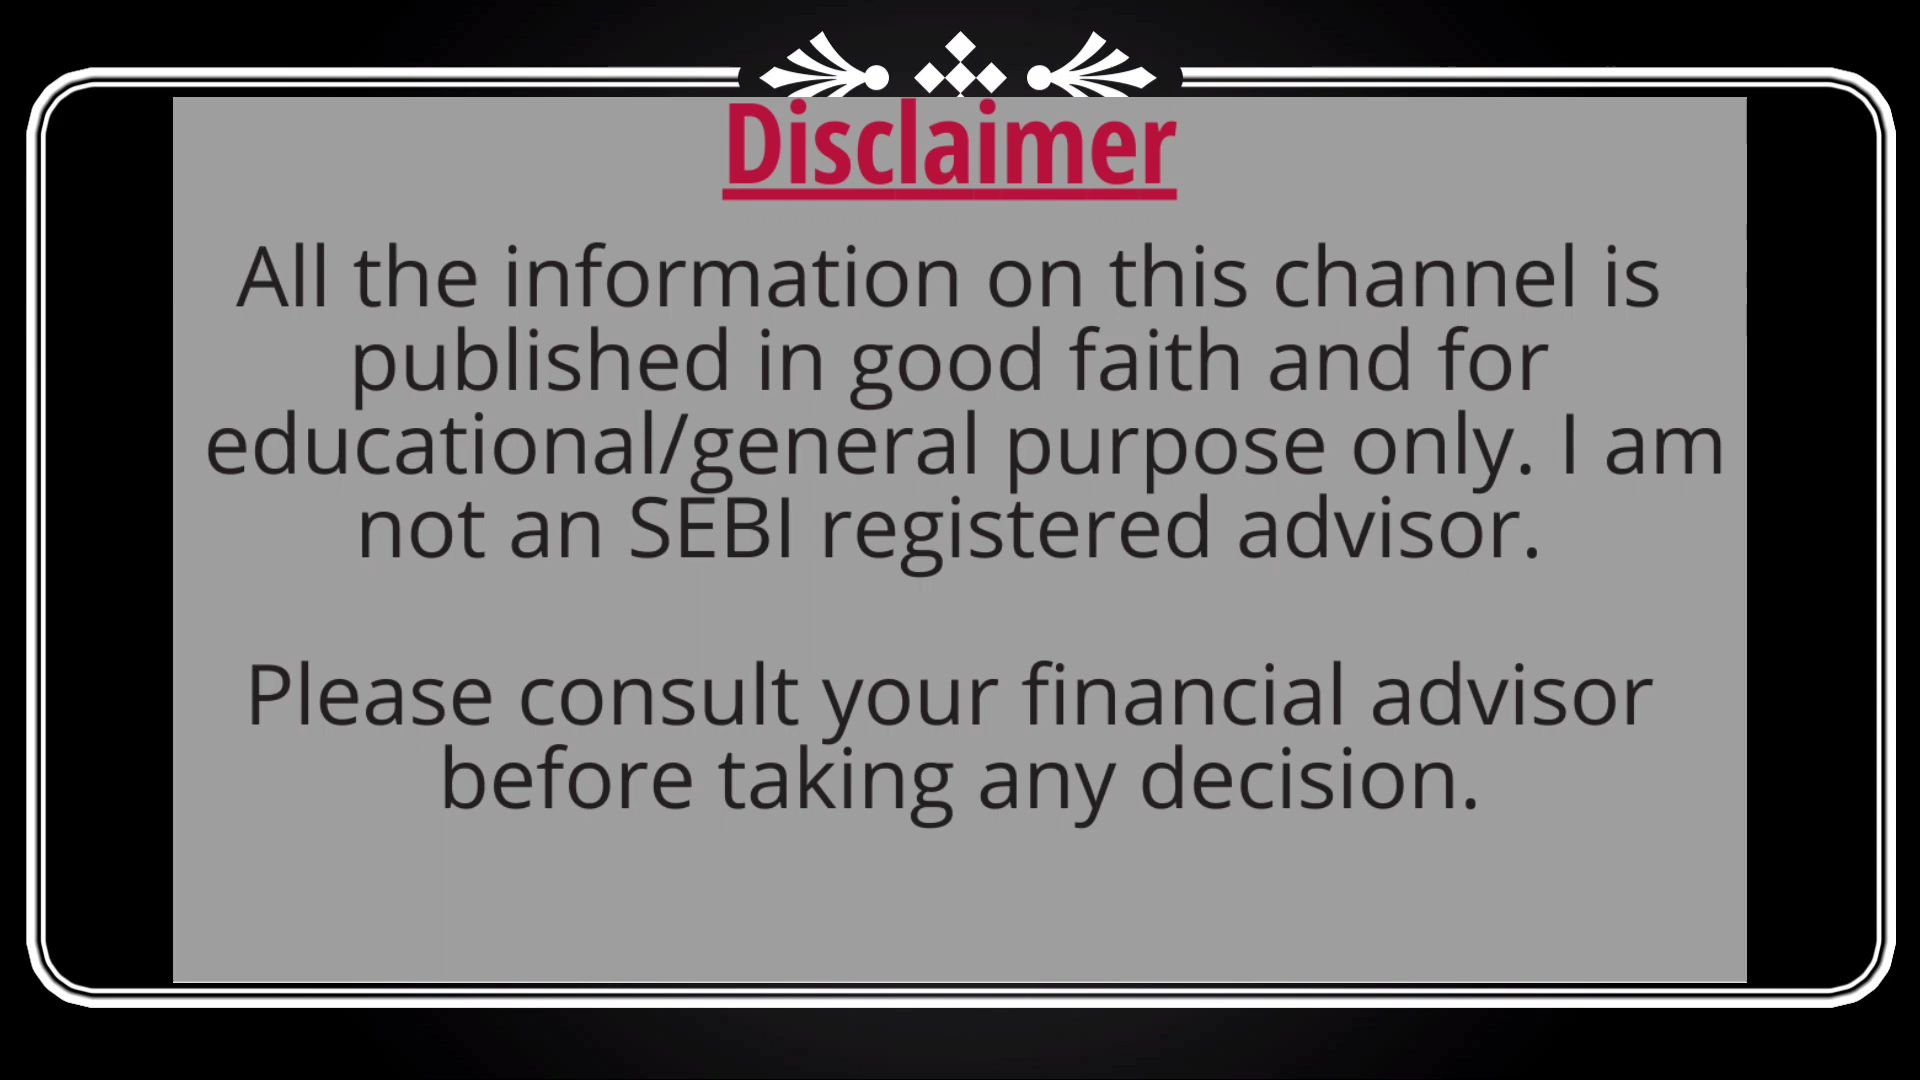 Disclaimer
All the information on this channel is
published in good faith and for
educational/general purpose only. I am
not an SEBI registered advisor.
Please consult your financial advisor
before taking any decision.